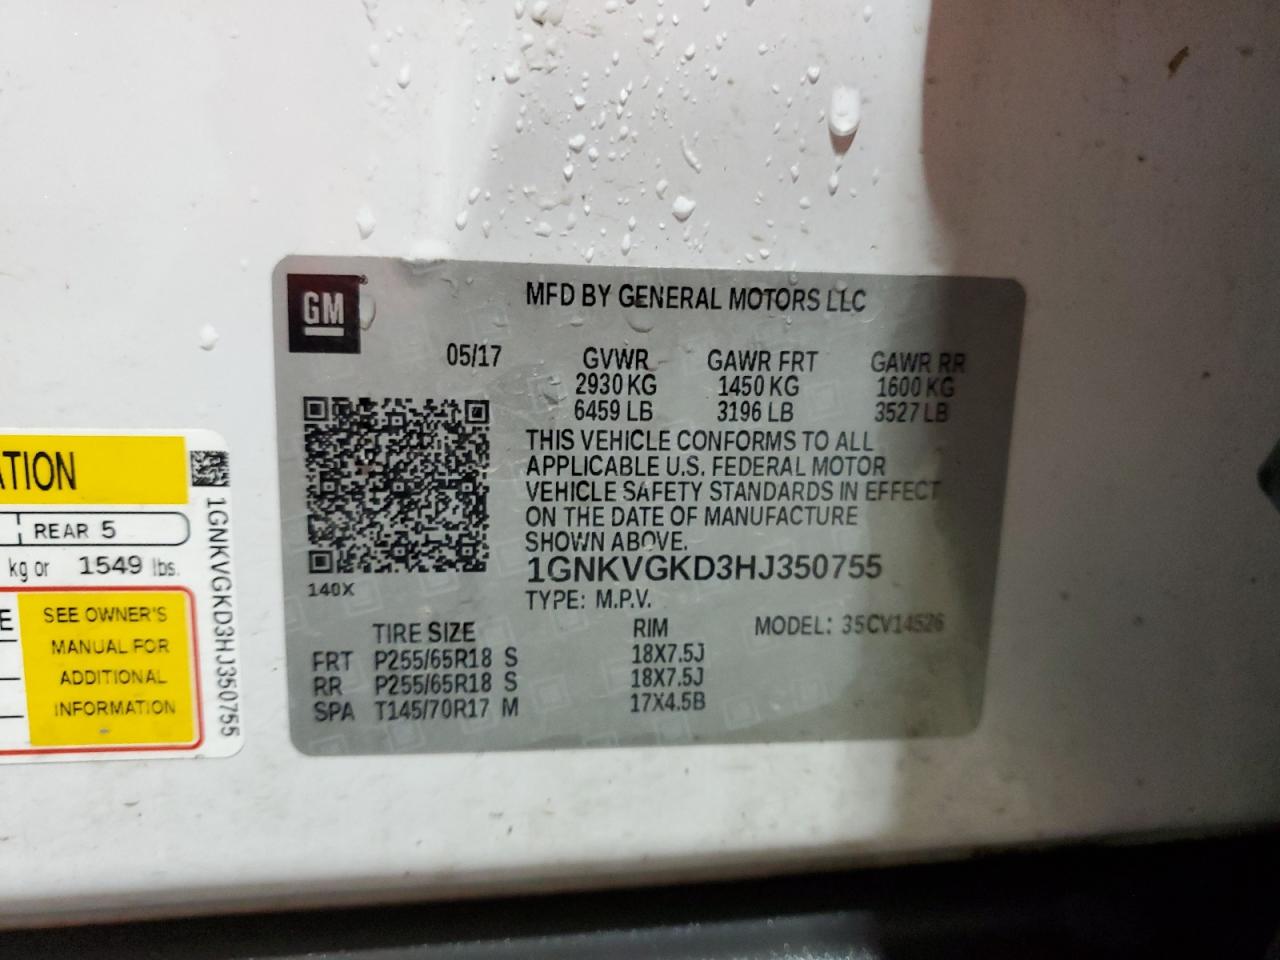 GM
MFD BY GENERAL MOTORS LLC
05/17 GVWR GAWR FRT GAWR RR
2930 KG 1450 KG 1600 KG
6459 LB 3196 LB 3527 LB
THIS VEHICLE CONFORMS TO ALL
APPLICABLE U.S. FEDERAL MOTOR
VEHICLE SAFETY STANDARDS IN EFFECT
ON THE DATE OF MANUFACTURE
SHOWN ABOVE.
1GNKVGKD3HJ350755
140X
TYPE: M.P.V.
TIRE SIZE RIM MODEL: 35CV14526
FRT P255/65R18 S 18X7.5J
RR P255/65R18 S 18X7.5J
SPA T145/70R17 M 17X4.5B
ATION
REAR 5
kg or 1549 lbs.
E
SEE OWNER'S
MANUAL FOR
ADDITIONAL
INFORMATION
1GNKVGKD3HJ350755